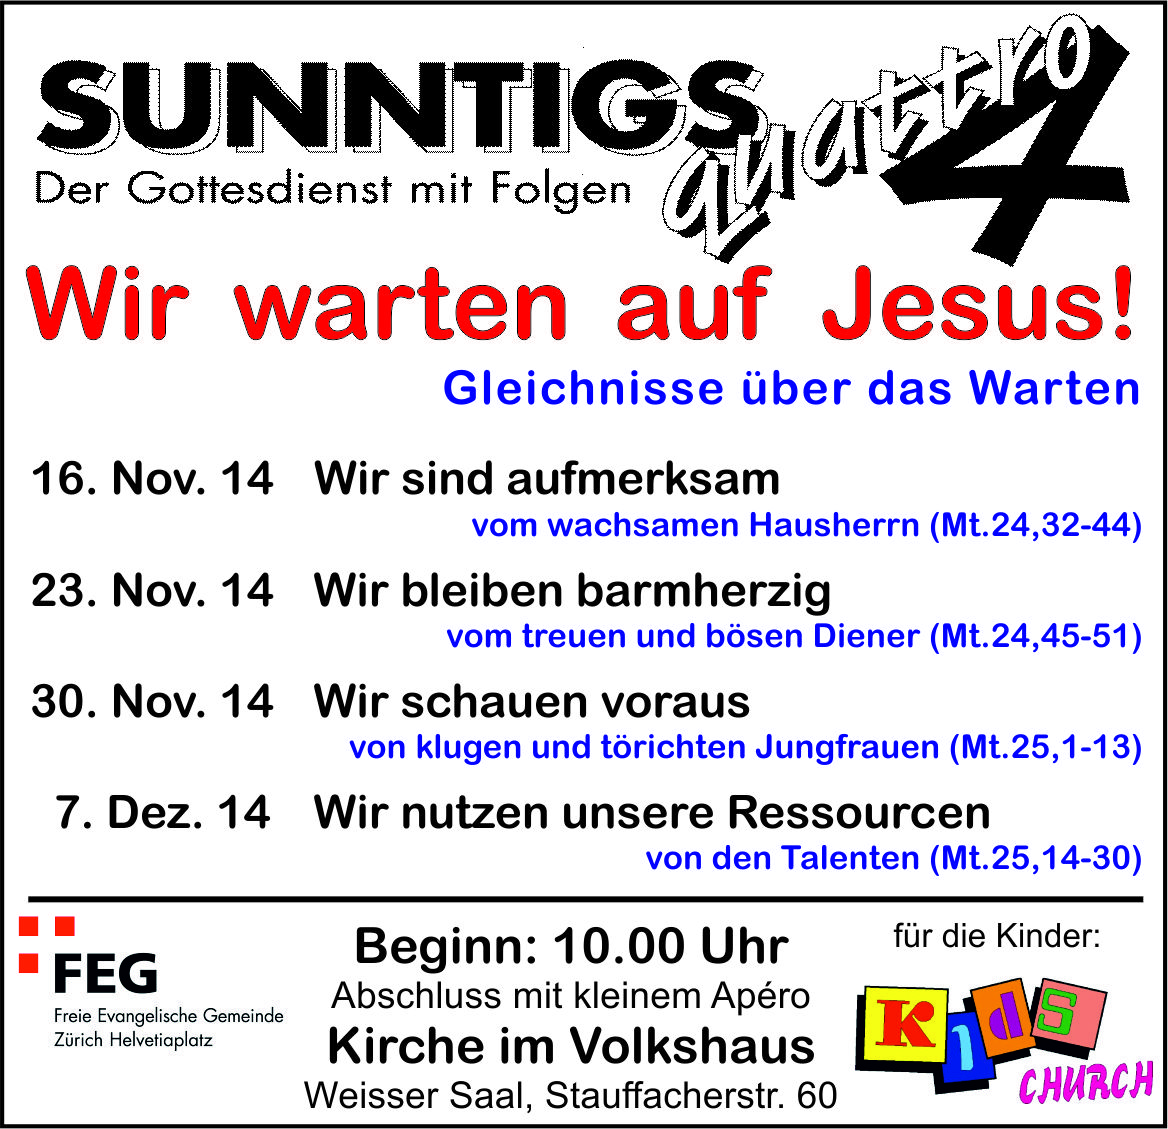 SUNNTIGS quattro 4
Der Gottesdienst mit Folgen
Wir warten auf Jesus!
Gleichnisse über das Warten
16. Nov. 14 Wir sind aufmerksam
vom wachsamen Hausherrn (Mt.24,32-44)
23. Nov. 14 Wir bleiben barmherzig
vom treuen und bösen Diener (Mt.24,45-51)
30. Nov. 14 Wir schauen voraus
von klugen und törichten Jungfrauen (Mt.25,1-13)
7. Dez. 14 Wir nutzen unsere Ressourcen
von den Talenten (Mt.25,14-30)
FEG
Freie Evangelische Gemeinde
Zürich Helvetiaplatz
Beginn: 10.00 Uhr
Abschluss mit kleinem Apéro
Kirche im Volkshaus
Weisser Saal, Stauffacherstr. 60
für die Kinder:
Kids
CHURCH